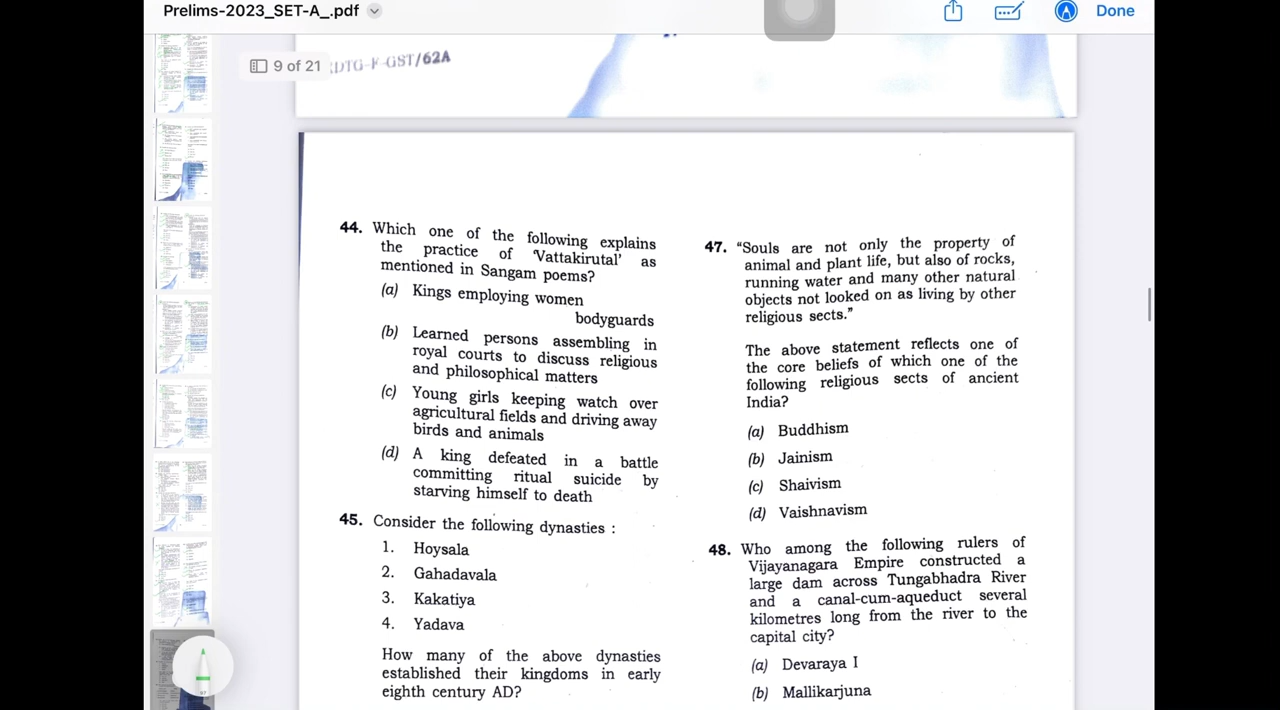 Prelims-2023_SET-A_.pdf
Done
9 of 21
-GST/62A
44.
Which one of the following explains
the practice of 'Vattakirutal' as
mentioned in Sangam poems?
(a) Kings employing women
bodyguards
(b) Learned persons assembling in
royal courts to discuss religious
and philosophical matters
(c) Young girls keeping watch over
agricultural fields and driving away
birds and animals
(d) A king defeated in a battle
committing ritual suicide by
starving himself to death
Consider the following dynasties :
1. Hoysala
2. Gahadavala
3. Kakatiya
4. Yadava
How many of the above dynasties
established their kingdoms in early
eighth century AD?
47. "Souls are not only the property of
animal and plant life, but also of rocks,
running water and many other natural
objects not looked on as living by other
religious sects."
The above statement reflects one of
the core beliefs of which one of the
following religious sects of ancient
India?
(a) Buddhism
(b) Jainism
(c) Shaivism
(d) Vaishnavism
48. Who among the following rulers of
Vijayanagara Empire constructed a
large dam across Tungabhadra River
and a canal-cum-aqueduct several
kilometres long from the river to the
capital city?
(a) Devaraya I
(b) Mallikarjuna
97